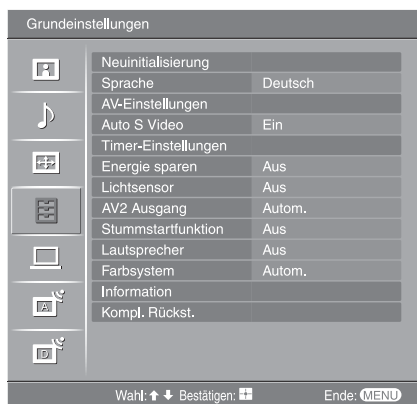 Grundeinstellungen
Neuinitialisierung
Sprache Deutsch
AV-Einstellungen
Auto S Video Ein
Timer-Einstellungen
Energie sparen Aus
Lichtsensor Aus
AV2 Ausgang Autom.
Stummstartfunktion Aus
Lautsprecher Aus
Farbsystem Autom.
Information
A
Kompl. Rückst.
D
Wahl: Bestätigen: Ende: MENU